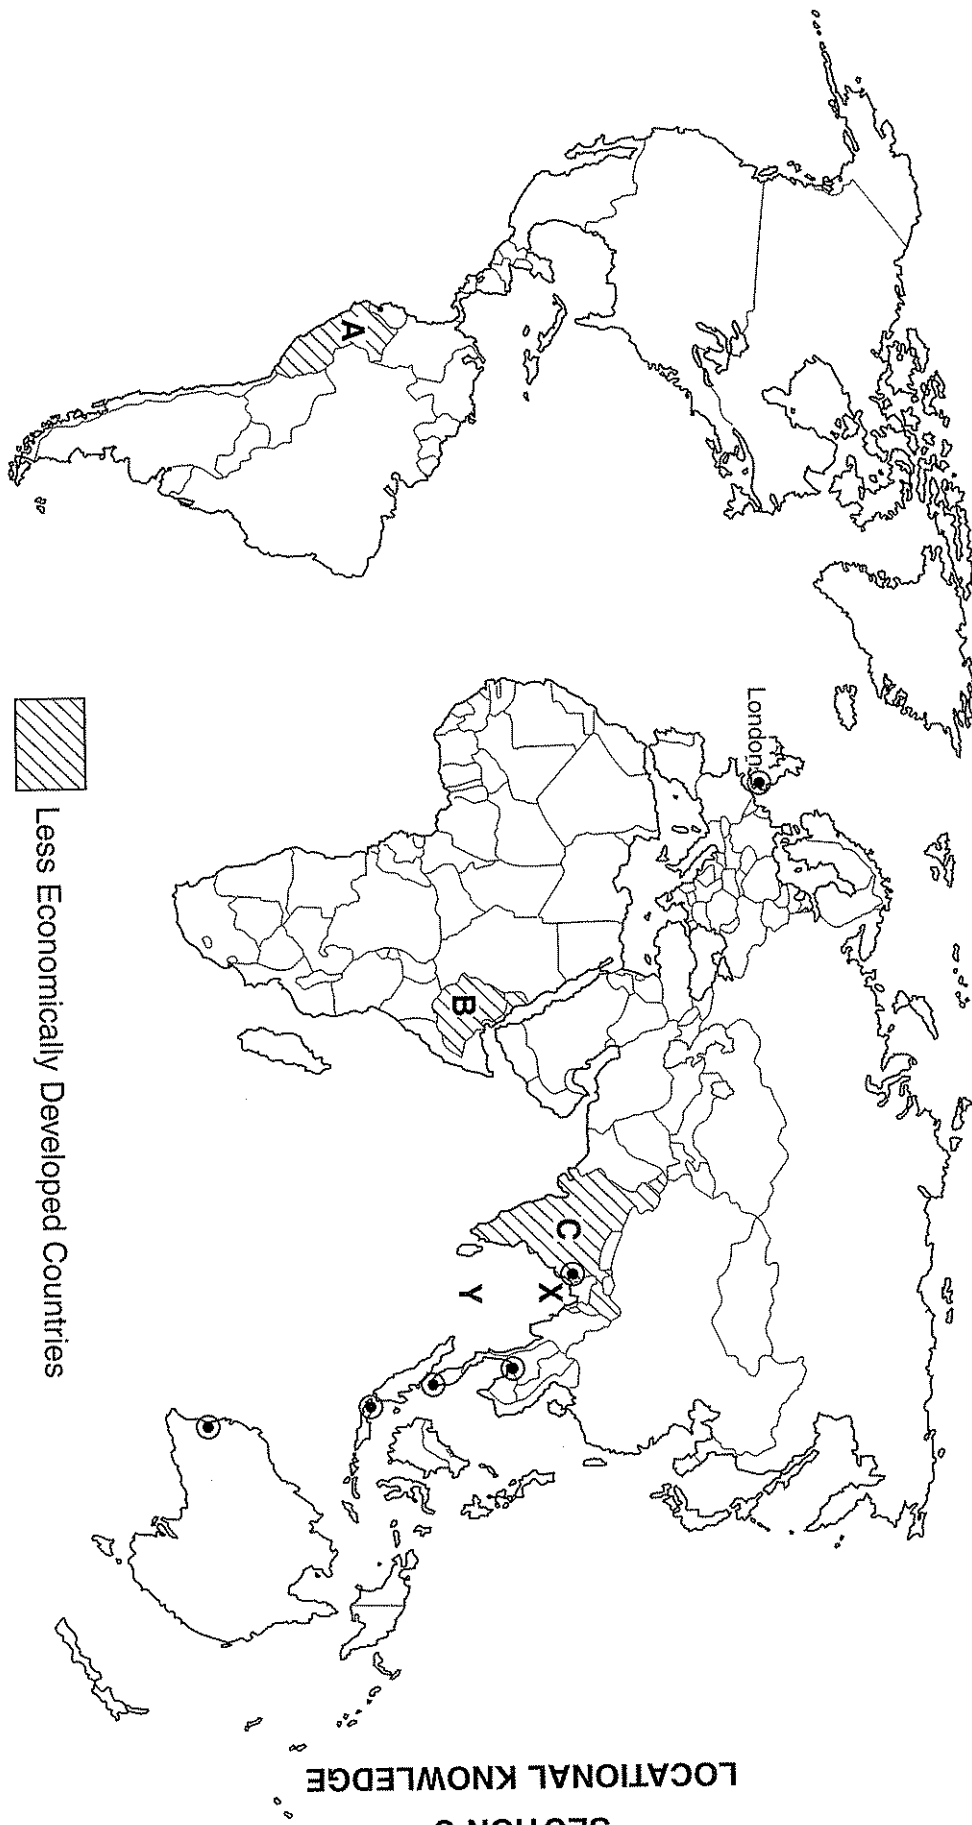 SECTION C
LOCATIONAL KNOWLEDGE
London
A
B
C
X
Y
Less Economically Developed Countries